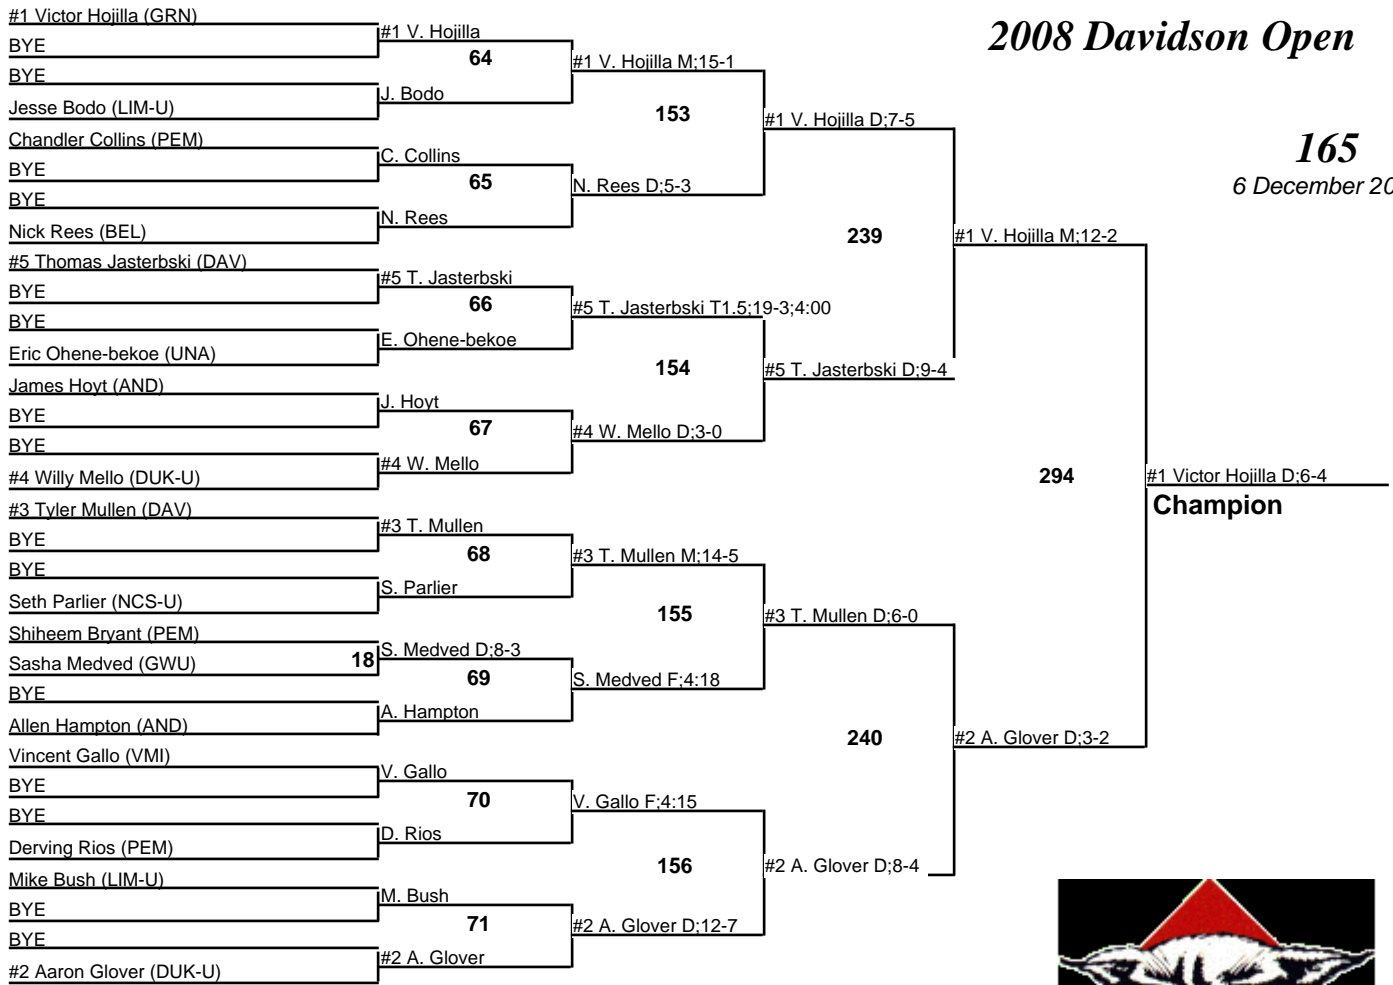 2008 Davidson Open
165
6 December 20
#1 Victor Hojilla (GRN)
BYE
BYE
Jesse Bodo (LIM-U)
Chandler Collins (PEM)
BYE
BYE
Nick Rees (BEL)
#5 Thomas Jasterbski (DAV)
BYE
BYE
Eric Ohene-bekoe (UNA)
James Hoyt (AND)
BYE
BYE
#4 Willy Mello (DUK-U)
#3 Tyler Mullen (DAV)
BYE
BYE
Seth Parlier (NCS-U)
Shiheem Bryant (PEM)
Sasha Medved (GWU)
18
BYE
Allen Hampton (AND)
Vincent Gallo (VMI)
BYE
BYE
Derving Rios (PEM)
Mike Bush (LIM-U)
BYE
BYE
#2 Aaron Glover (DUK-U)
#1 V. Hojilla
64
J. Bodo
C. Collins
65
N. Rees
#5 T. Jasterbski
66
E. Ohene-bekoe
J. Hoyt
67
#4 W. Mello
#3 T. Mullen
68
S. Parlier
S. Medved D;8-3
69
A. Hampton
V. Gallo
70
D. Rios
M. Bush
71
#2 A. Glover
#1 V. Hojilla M;15-1
153
N. Rees D;5-3
#5 T. Jasterbski T1.5;19-3;4:00
154
#4 W. Mello D;3-0
#3 T. Mullen M;14-5
155
S. Medved F;4:18
V. Gallo F;4:15
156
#2 A. Glover D;12-7
#1 V. Hojilla D;7-5
239
#5 T. Jasterbski D;9-4
#3 T. Mullen D;6-0
240
#2 A. Glover D;8-4
#1 V. Hojilla M;12-2
294
#2 A. Glover D;3-2
#1 Victor Hojilla D;6-4
Champion